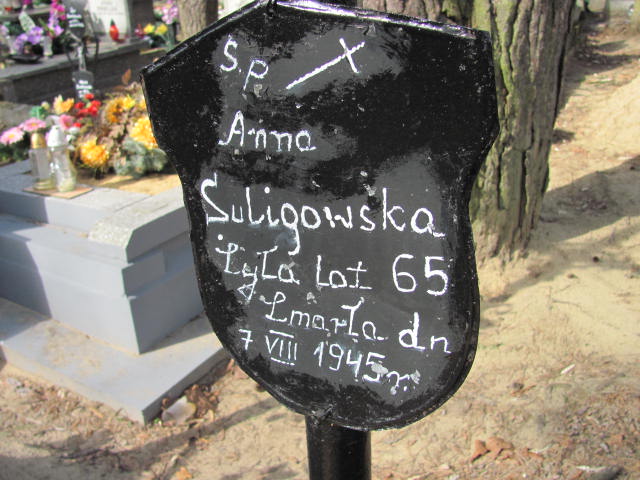 Ś.P.
Anna
Suligowska
Żyła lat 65
Zmarła dn
7 VIII 1945 r.